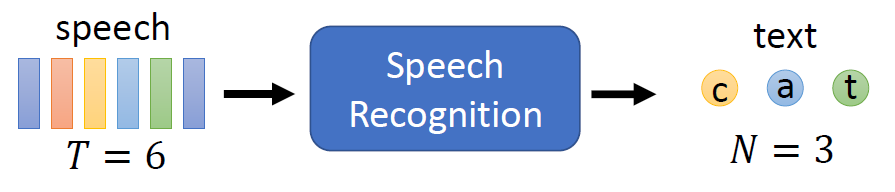 speech
T = 6
Speech
Recognition
text
c a t
N = 3